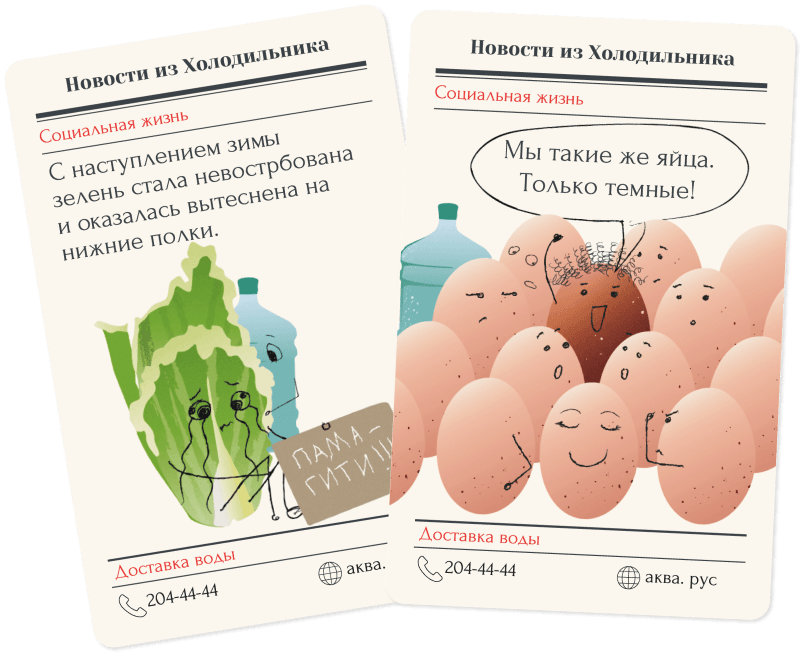 Новости из Холодильника
Социальная жизнь
С наступлением зимы
зелень стала невострбована
и оказалась вытеснена на
нижние полки.
ПАМА-
ГИТИ!!!
Доставка воды
204-44-44
аква.
Новости из Холодильника
Социальная жизнь
Мы такие же яйца.
Только темные!
Доставка воды
204-44-44
аква. рус